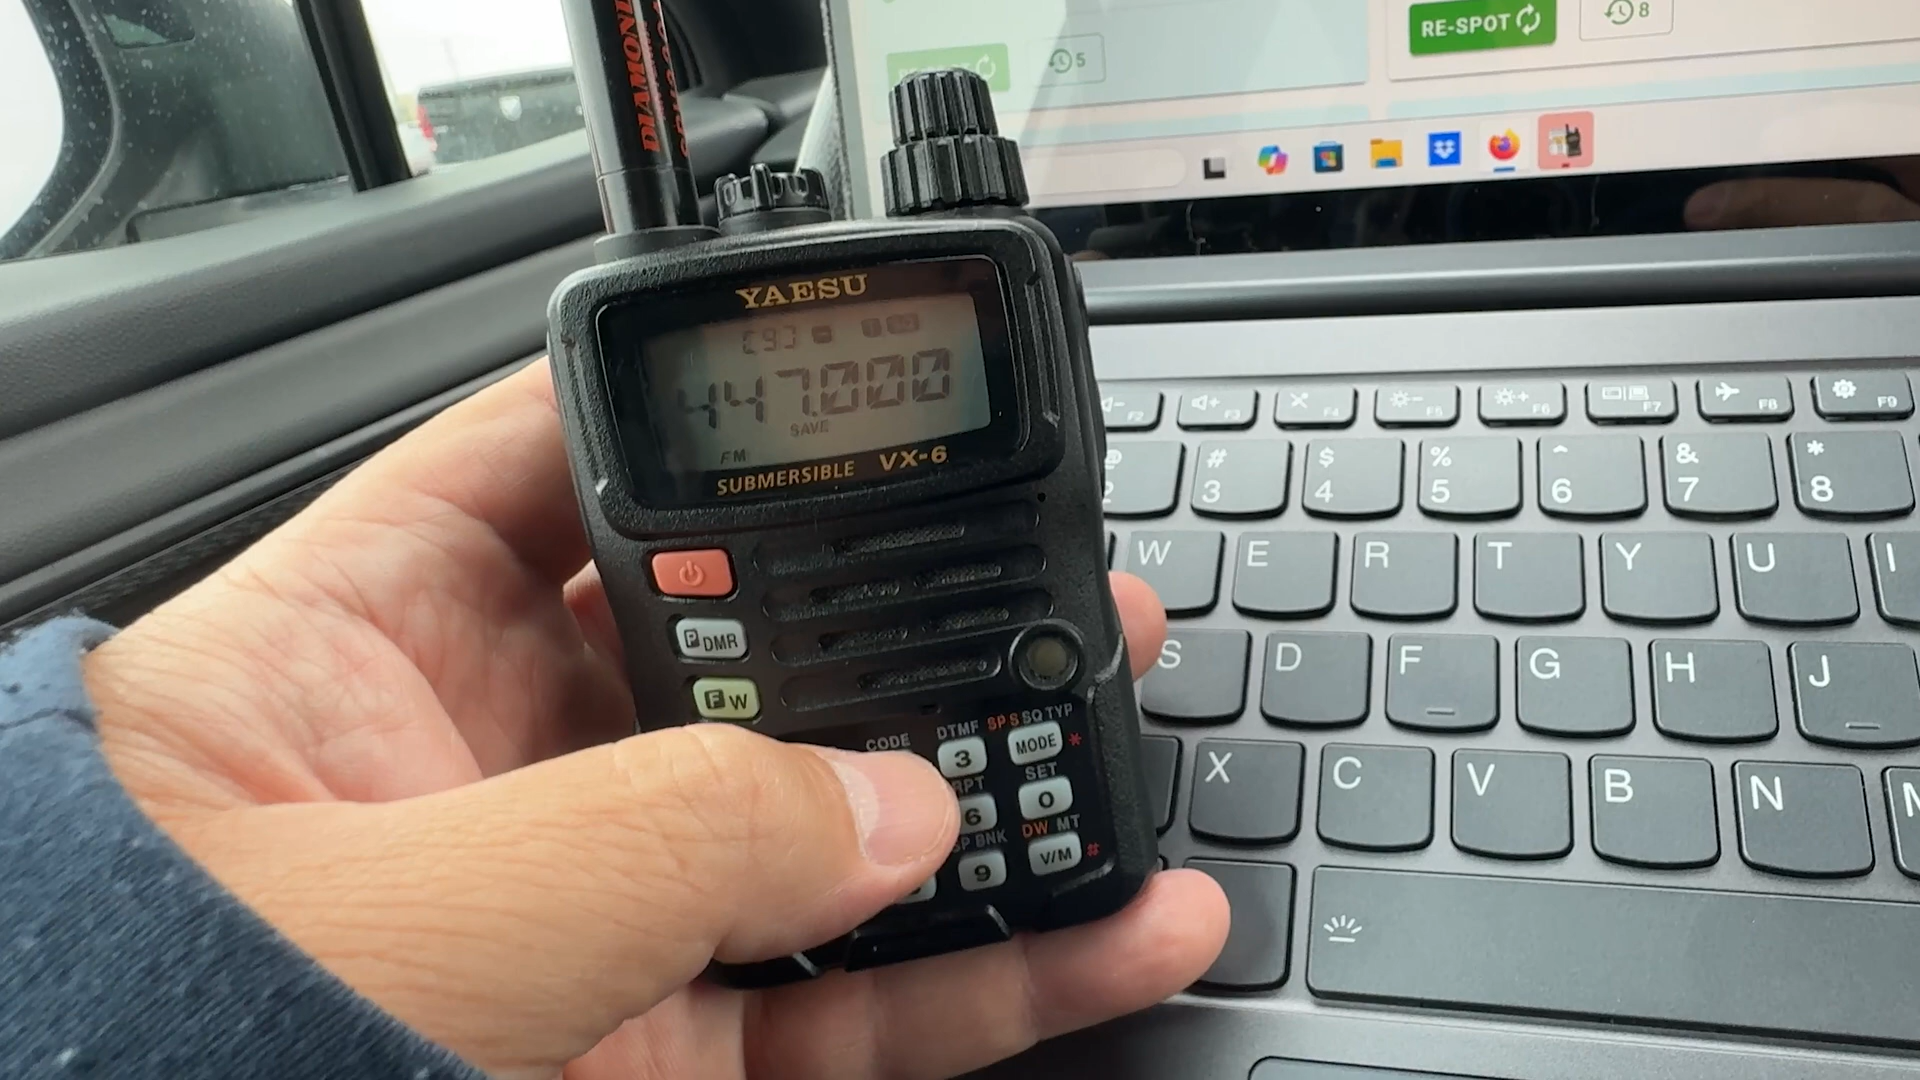 DIAMOND
RE-SPOT 8
5
YAESU
[9]
447.000
SAVE
FM
SUBMERSIBLE VX-6
P DMR
F W
CODE DTMF SP S SQ TYP
3 MODE *
RPT SET
6 0
SP BNK DW MT
9 V/M #
F2 F3 F4 F5 F6 F7 F8 F9
@ # $ % ^ & *
2 3 4 5 6 7 8
W E R T Y U I
S D F G H J
X C V B N M